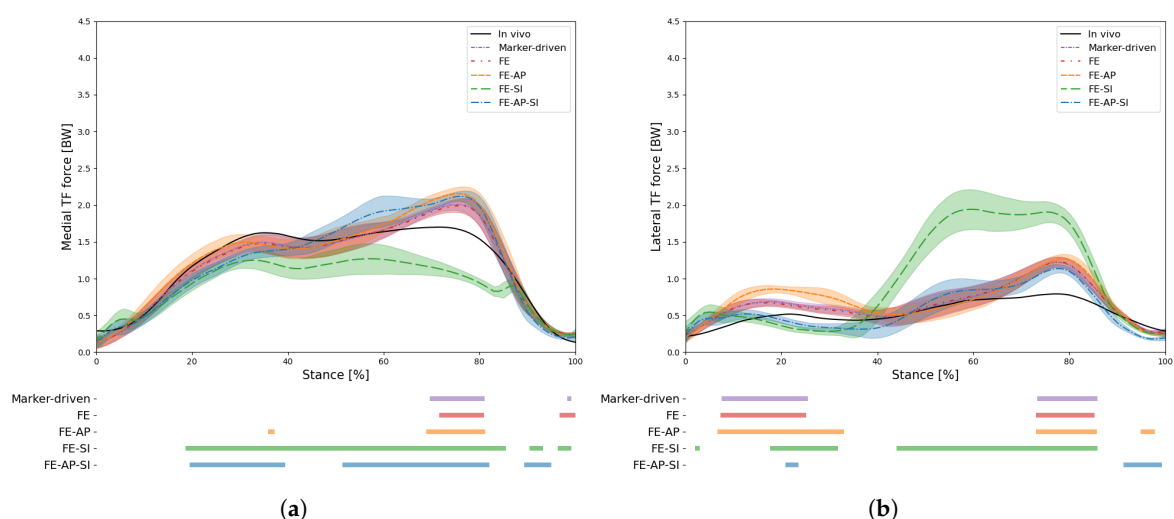 4.5
4.0
3.5
3.0
2.5
2.0
1.5
1.0
0.5
0.0
Medial TF force [BW]
0 20 40 60 80 100
Stance [%]
In vivo
Marker-driven
FE
FE-AP
FE-SI
FE-AP-SI
Marker-driven
FE
FE-AP
FE-SI
FE-AP-SI
(a)
4.5
4.0
3.5
3.0
2.5
2.0
1.5
1.0
0.5
0.0
Lateral TF force [BW]
0 20 40 60 80 100
Stance [%]
In vivo
Marker-driven
FE
FE-AP
FE-SI
FE-AP-SI
Marker-driven
FE
FE-AP
FE-SI
FE-AP-SI
(b)